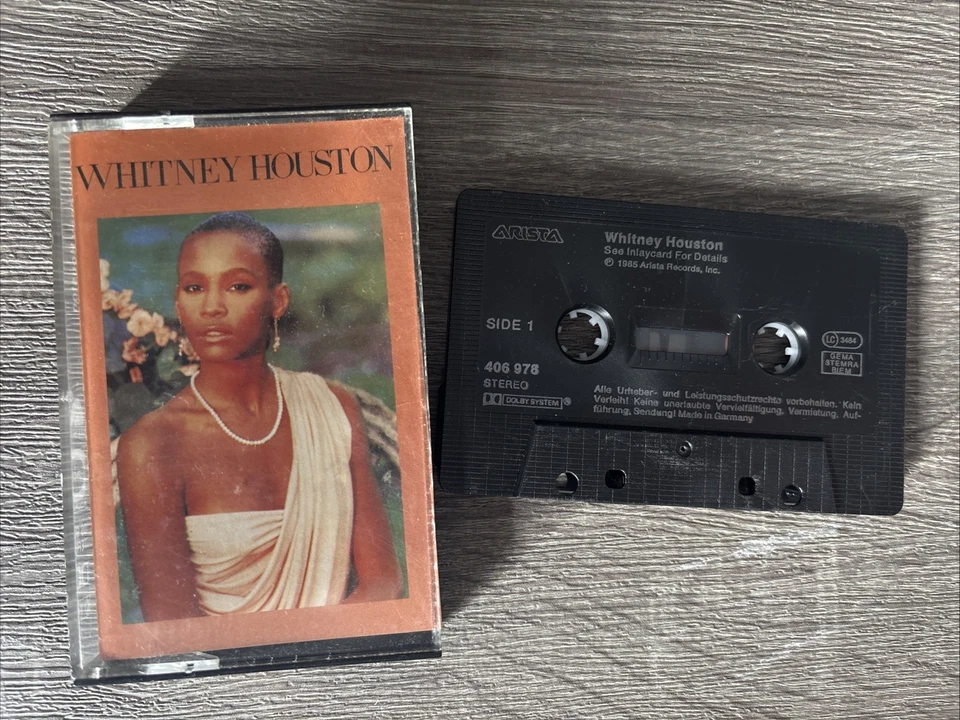 WHITNEY HOUSTON
ARISTA
Whitney Houston
See Inlaycard For Details
℗ 1985 Arista Records, Inc.
SIDE 1
406 978
STEREO
DOLBY SYSTEM ®
LC 3484
GEMA
STEMRA
BIEM
Alle Urheber- und Leistungsschutzrechte vorbehalten. Kein
Verleih! Keine unerlaubte Vervielfältigung, Vermietung, Auf-
führung, Sendung! Made in Germany